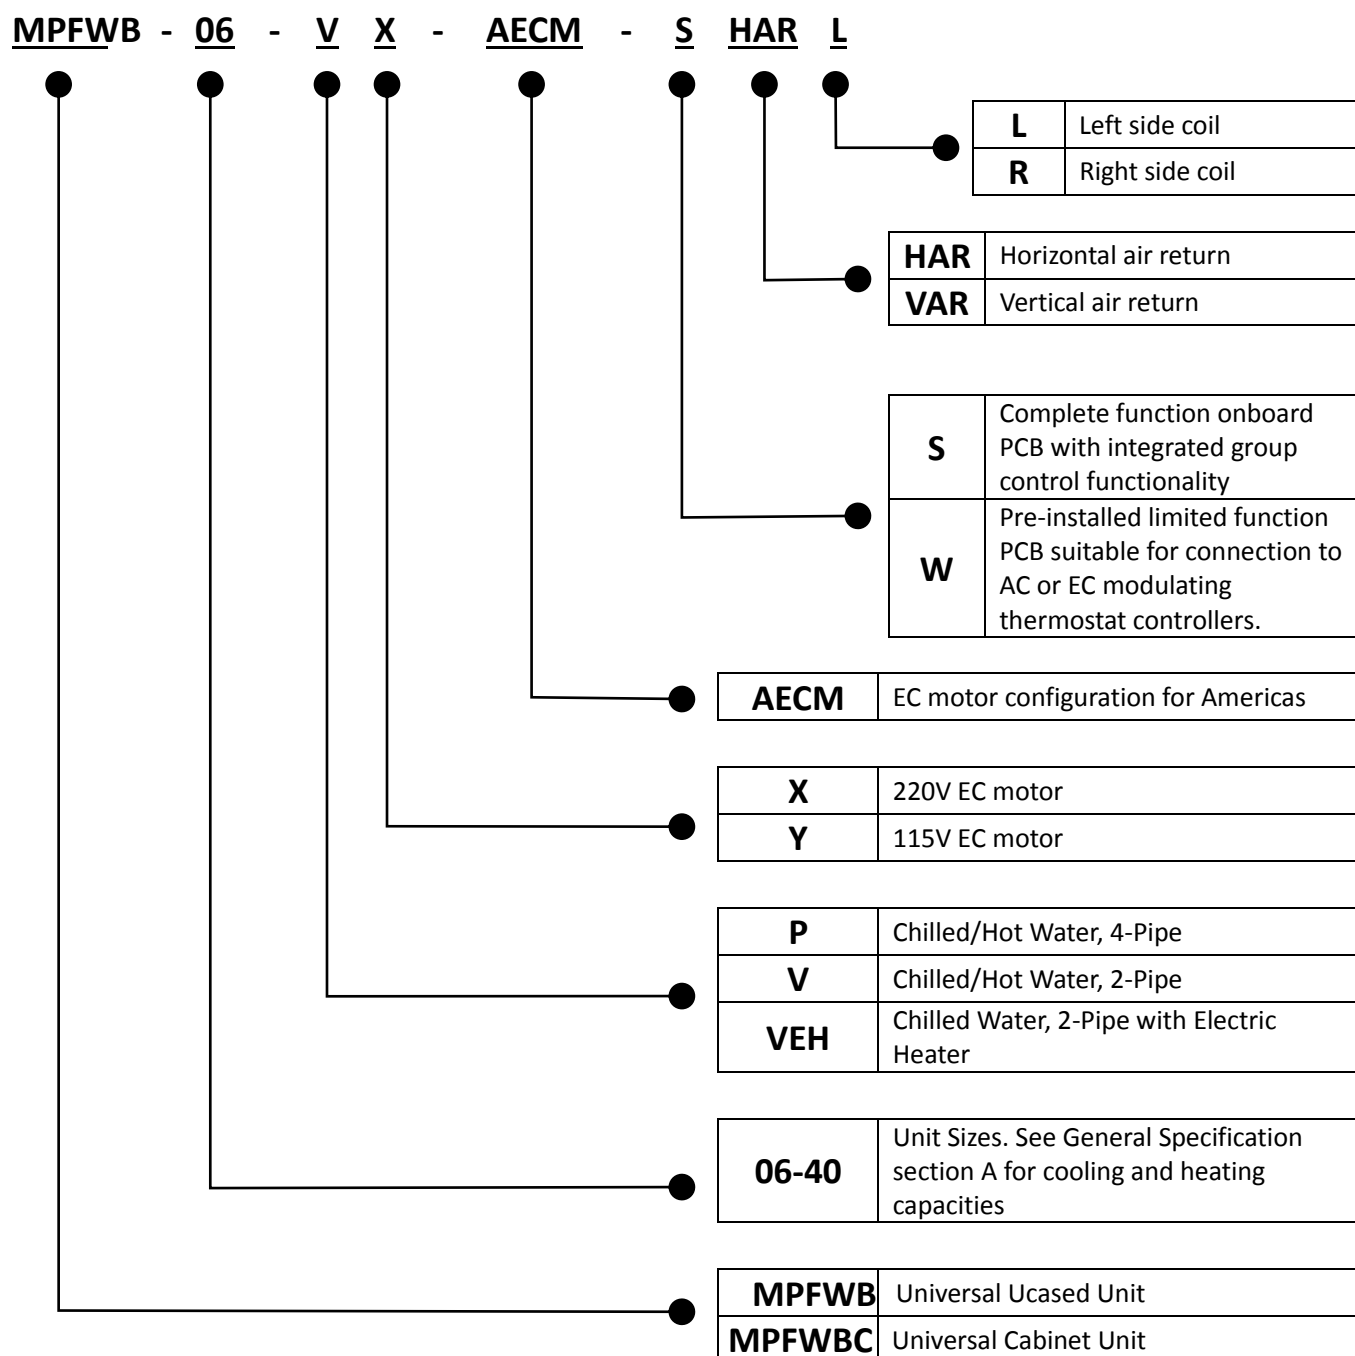 MPFWB - 06 - V X - AECM - S HAR L
L Left side coil
R Right side coil
HAR Horizontal air return
VAR Vertical air return
S Complete function onboard
PCB with integrated group
control functionality
W Pre-installed limited function
PCB suitable for connection to
AC or EC modulating
thermostat controllers.
AECM EC motor configuration for Americas
X 220V EC motor
Y 115V EC motor
P Chilled/Hot Water, 4-Pipe
V Chilled/Hot Water, 2-Pipe
VEH Chilled Water, 2-Pipe with Electric
Heater
06-40 Unit Sizes. See General Specification
section A for cooling and heating
capacities
MPFWB Universal Ucased Unit
MPFWBC Universal Cabinet Unit